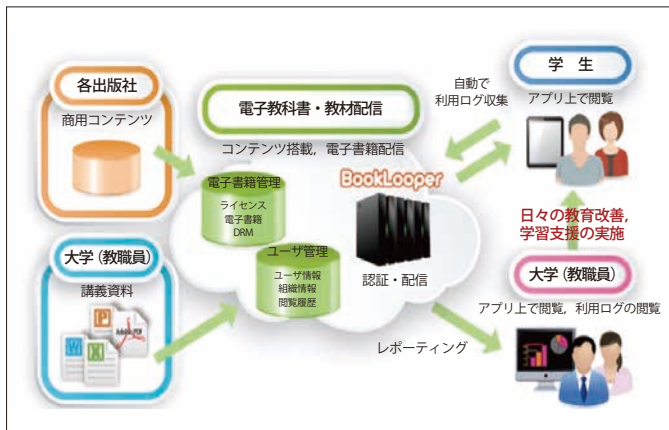 各出版社
商用コンテンツ
大学（教職員）
講義資料
P
W
X
Adobe PDF
電子教科書・教材配信
コンテンツ搭載，電子書籍配信
BookLooper
電子書籍管理
ライセンス
電子書籍
DRM
ユーザ管理
ユーザ情報
組織情報
閲覧履歴
認証・配信
自動で
利用ログ収集
学　生
アプリ上で閲覧
日々の教育改善，
学習支援の実施
大学（教職員）
アプリ上で閲覧，利用ログの閲覧
レポーティング